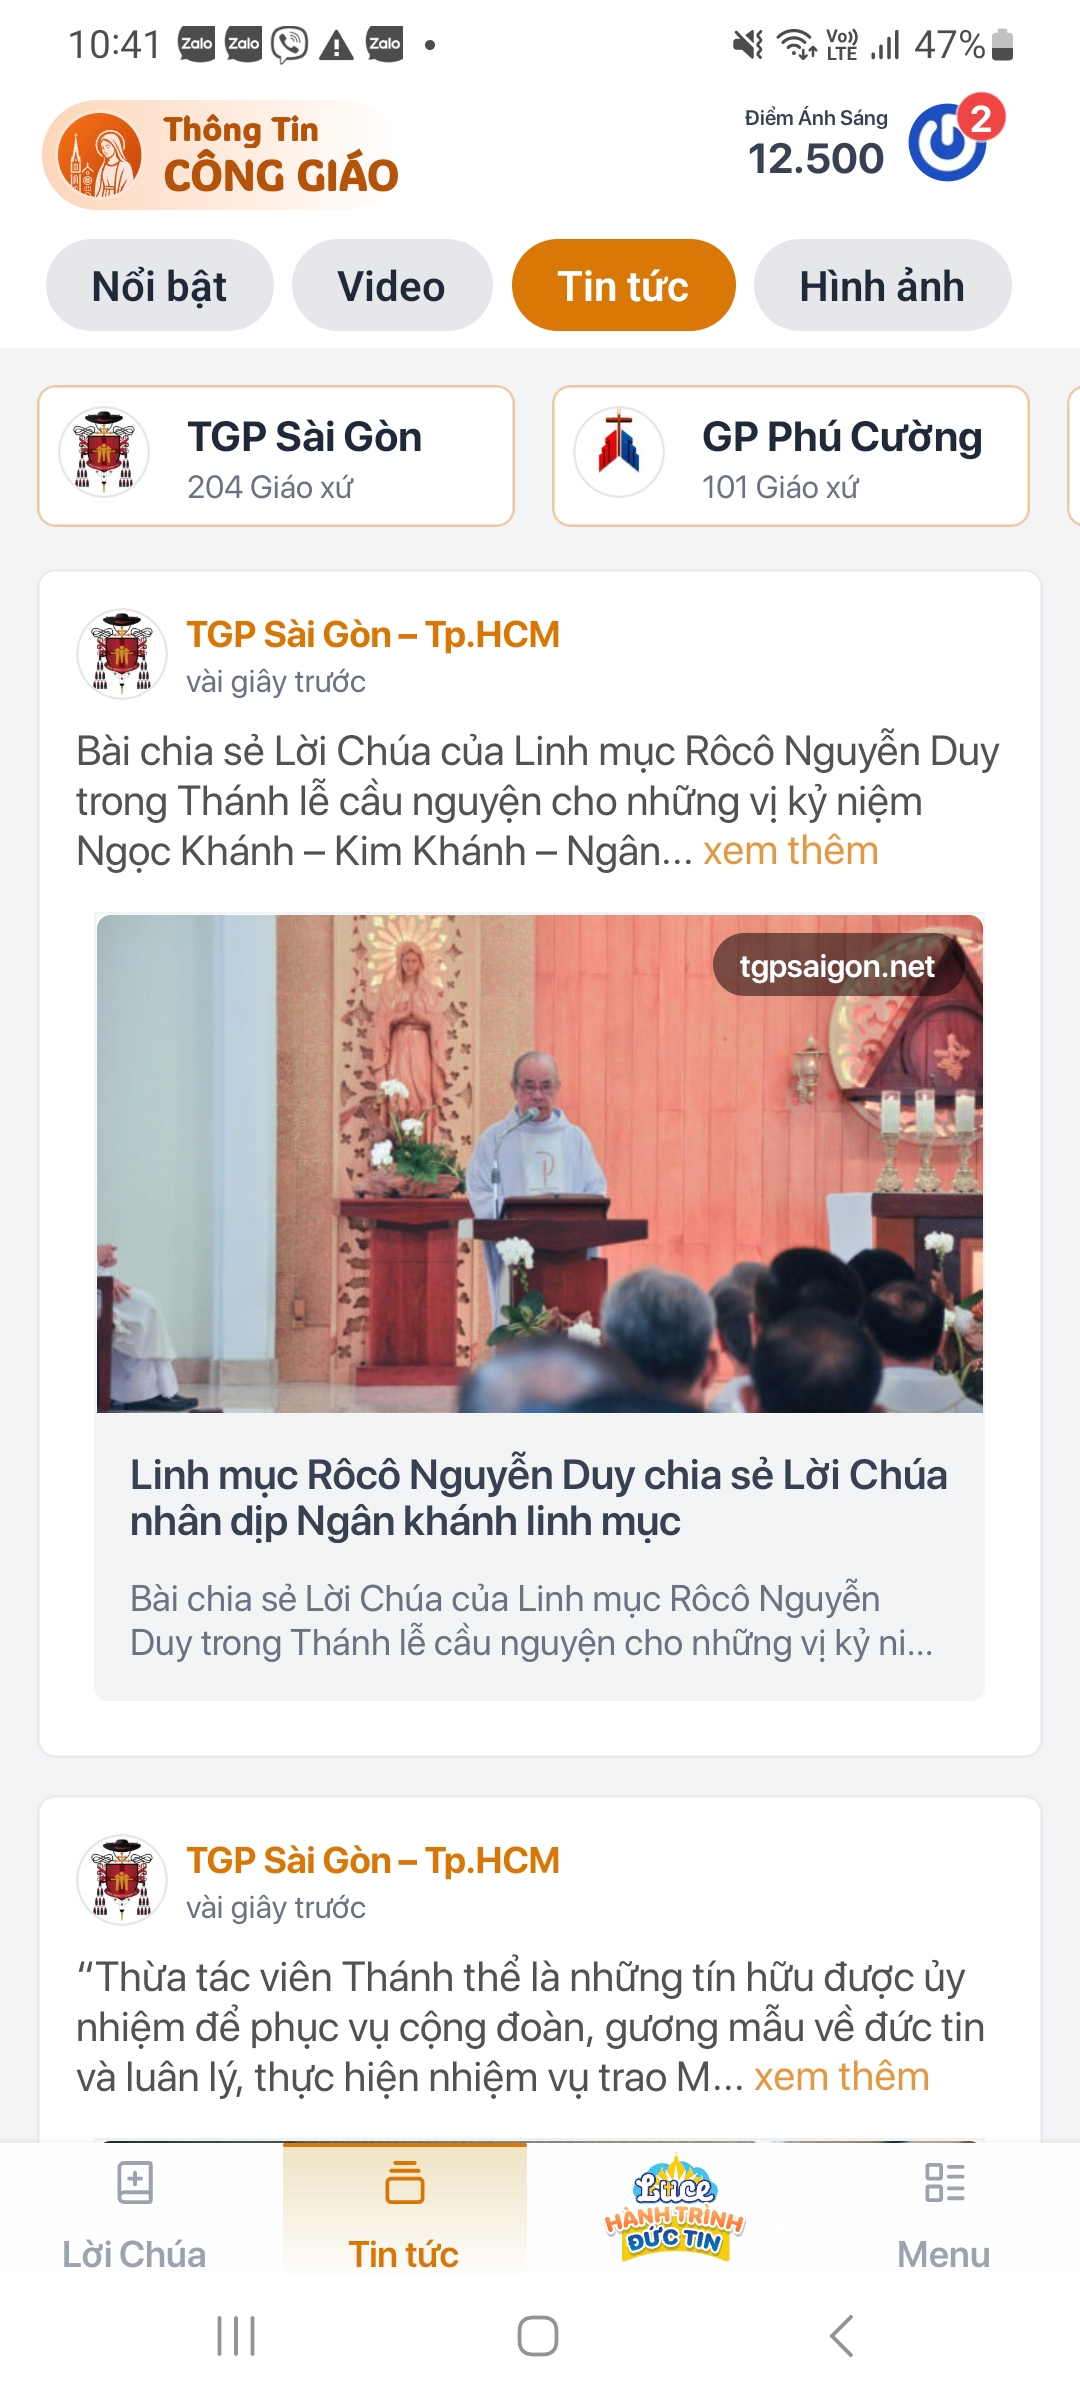 10:41
Zalo
Zalo
Zalo
Vo))
LTE
47%
Thông Tin
CÔNG GIÁO
Điểm Ánh Sáng
12.500
2
Nổi bật
Video
Tin tức
Hình ảnh
TGP Sài Gòn
204 Giáo xứ
GP Phú Cường
101 Giáo xứ
TGP Sài Gòn – Tp.HCM
vài giây trước
Bài chia sẻ Lời Chúa của Linh mục Rôcô Nguyễn Duy
trong Thánh lễ cầu nguyện cho những vị kỷ niệm
Ngọc Khánh – Kim Khánh – Ngân... xem thêm
tgpsaigon.net
Linh mục Rôcô Nguyễn Duy chia sẻ Lời Chúa
nhân dịp Ngân khánh linh mục
Bài chia sẻ Lời Chúa của Linh mục Rôcô Nguyễn
Duy trong Thánh lễ cầu nguyện cho những vị kỷ ni...
TGP Sài Gòn – Tp.HCM
vài giây trước
“Thừa tác viên Thánh thể là những tín hữu được ủy
nhiệm để phục vụ cộng đoàn, gương mẫu về đức tin
và luân lý, thực hiện nhiệm vụ trao M... xem thêm
Lời Chúa
Tin tức
Luce
HÀNH TRÌNH
ĐỨC TIN
Menu